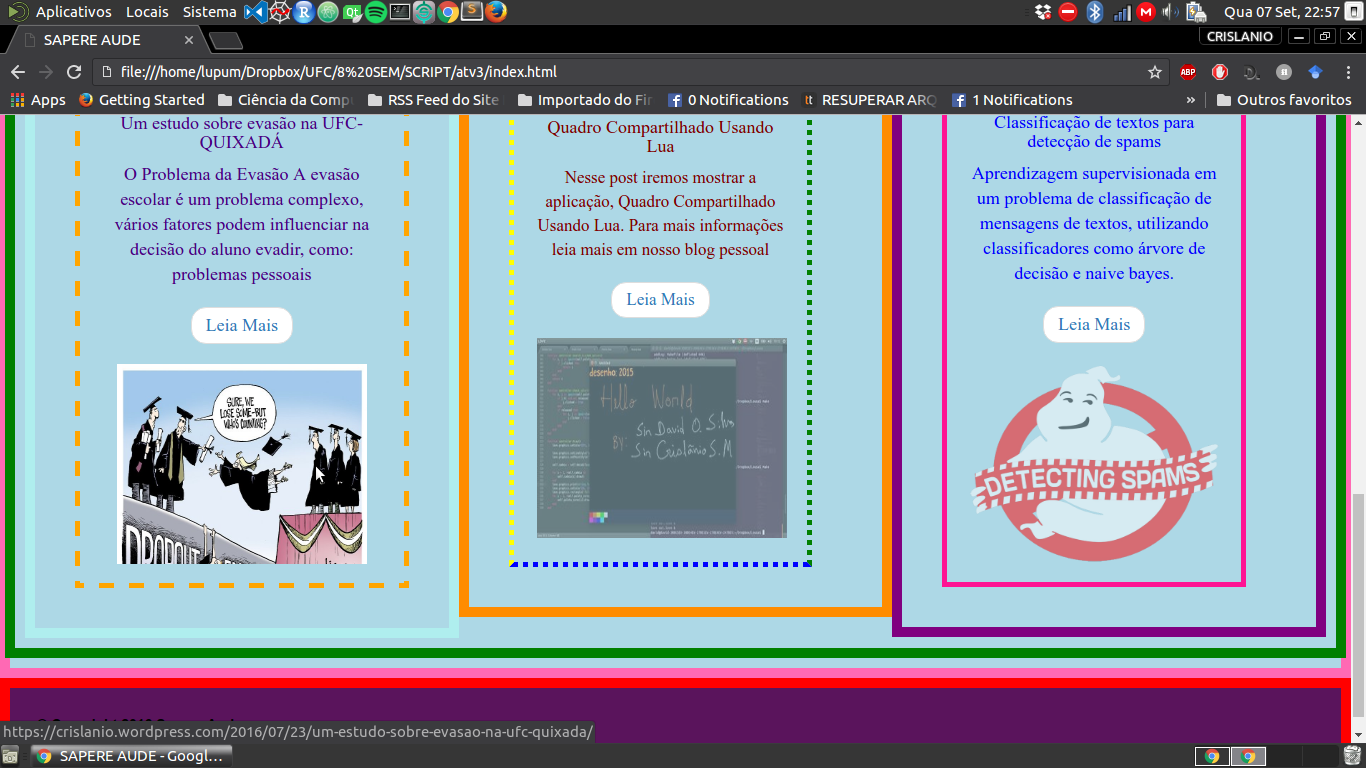 Aplicativos Locais Sistema
Qua 07 Set, 22:57
SAPERE AUDE
CRISLANIO
file:///home/lupum/Dropbox/UFC/8%20SEM/SCRIPT/atv3/index.html
ABP
Apps Getting Started Ciência da Comp RSS Feed do Site Importado do Fir 0 Notifications RESUPERAR ARQ 1 Notifications » Outros favoritos
Um estudo sobre evasão na UFC-
QUIXADÁ
O Problema da Evasão A evasão
escolar é um problema complexo,
vários fatores podem influenciar na
decisão do aluno evadir, como:
problemas pessoais
Leia Mais
SURE, WE
LOSE SOME-BUT
WHO'S COUNTING?
DROPOUT
Quadro Compartilhado Usando
Lua
Nesse post iremos mostrar a
aplicação, Quadro Compartilhado
Usando Lua. Para mais informações
leia mais em nosso blog pessoal
Leia Mais
desenho: 2015
Hello World
Sn David O. Silva
BY: Sn Crislânio S.M
Classificação de textos para
detecção de spams
Aprendizagem supervisionada em
um problema de classificação de
mensagens de textos, utilizando
classificadores como árvore de
decisão e naive bayes.
Leia Mais
DETECTING SPAMS
https://crislanio.wordpress.com/2016/07/23/um-estudo-sobre-evasao-na-ufc-quixada/
SAPERE AUDE - Googl...